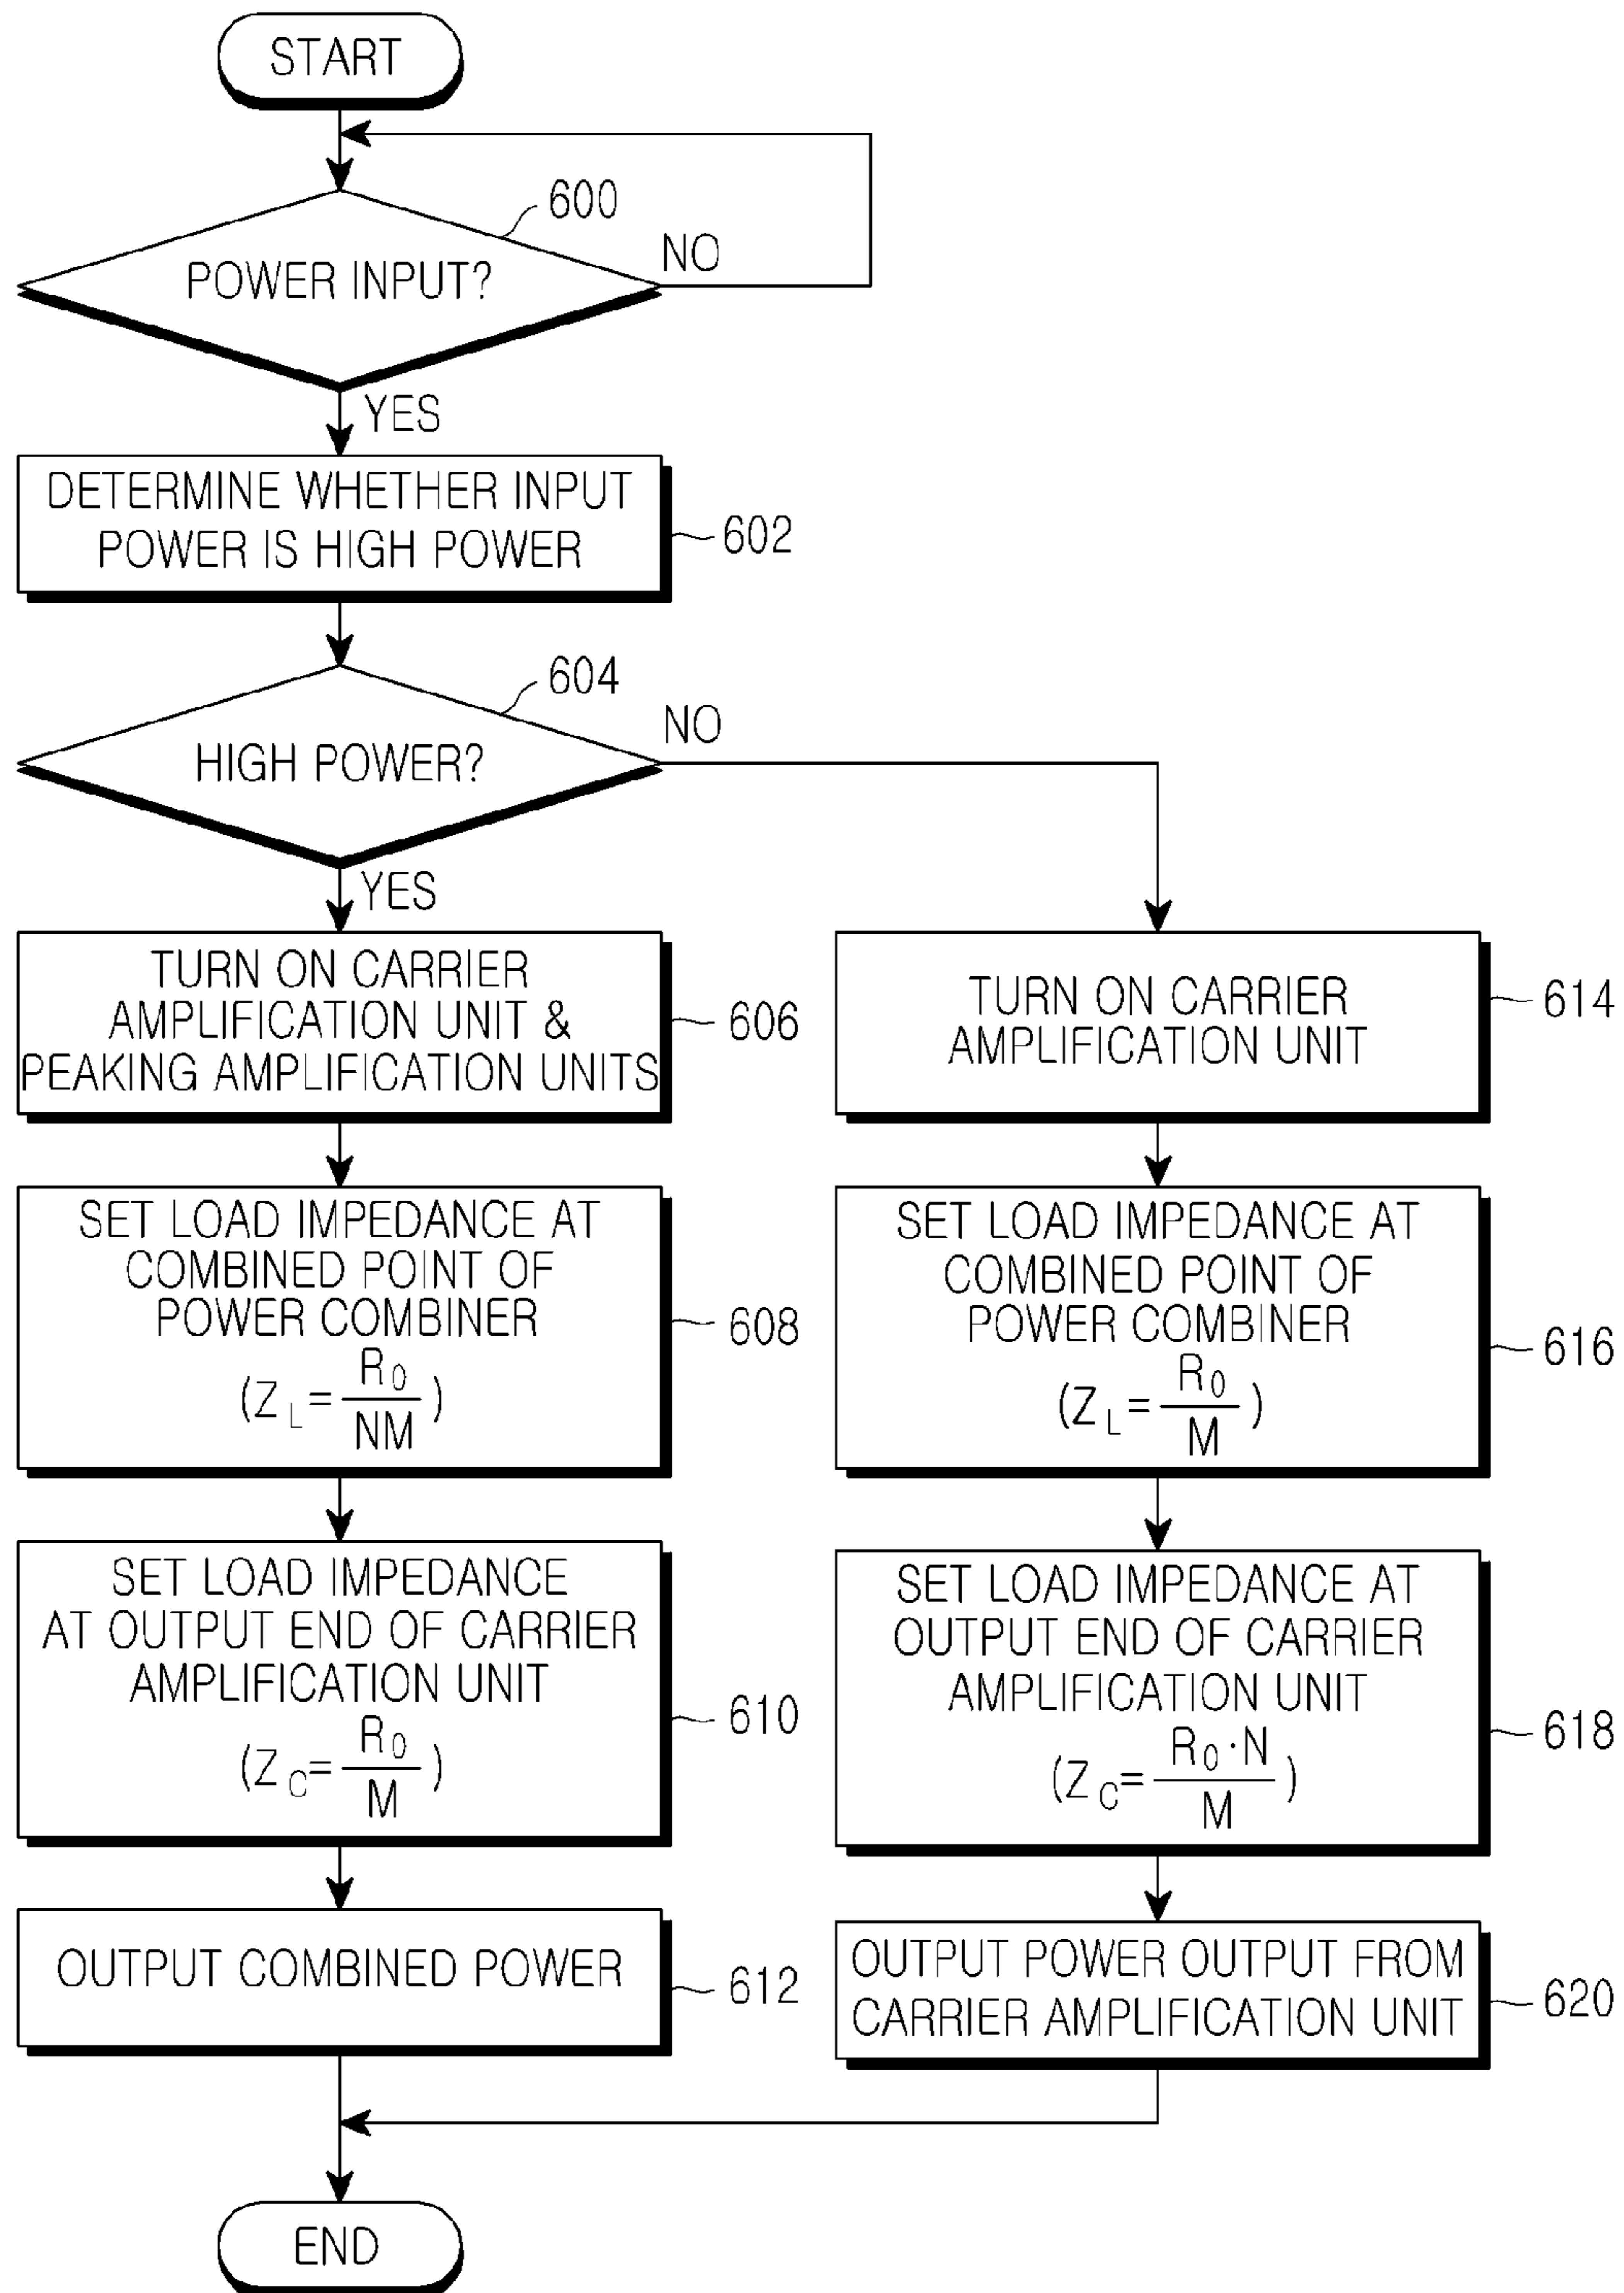 START
600
NO
POWER INPUT?
YES
DETERMINE WHETHER INPUT
POWER IS HIGH POWER
602
604
NO
HIGH POWER?
YES
TURN ON CARRIER
AMPLIFICATION UNIT &
PEAKING AMPLIFICATION UNITS
606
SET LOAD IMPEDANCE AT
COMBINED POINT OF
POWER COMBINER
(Z_L = R_0 / NM)
608
SET LOAD IMPEDANCE
AT OUTPUT END OF CARRIER
AMPLIFICATION UNIT
(Z_C = R_0 / M)
610
OUTPUT COMBINED POWER
612
TURN ON CARRIER
AMPLIFICATION UNIT
614
SET LOAD IMPEDANCE AT
COMBINED POINT OF
POWER COMBINER
(Z_L = R_0 / M)
616
SET LOAD IMPEDANCE AT
OUTPUT END OF CARRIER
AMPLIFICATION UNIT
(Z_C = R_0 · N / M)
618
OUTPUT POWER OUTPUT FROM
CARRIER AMPLIFICATION UNIT
620
END